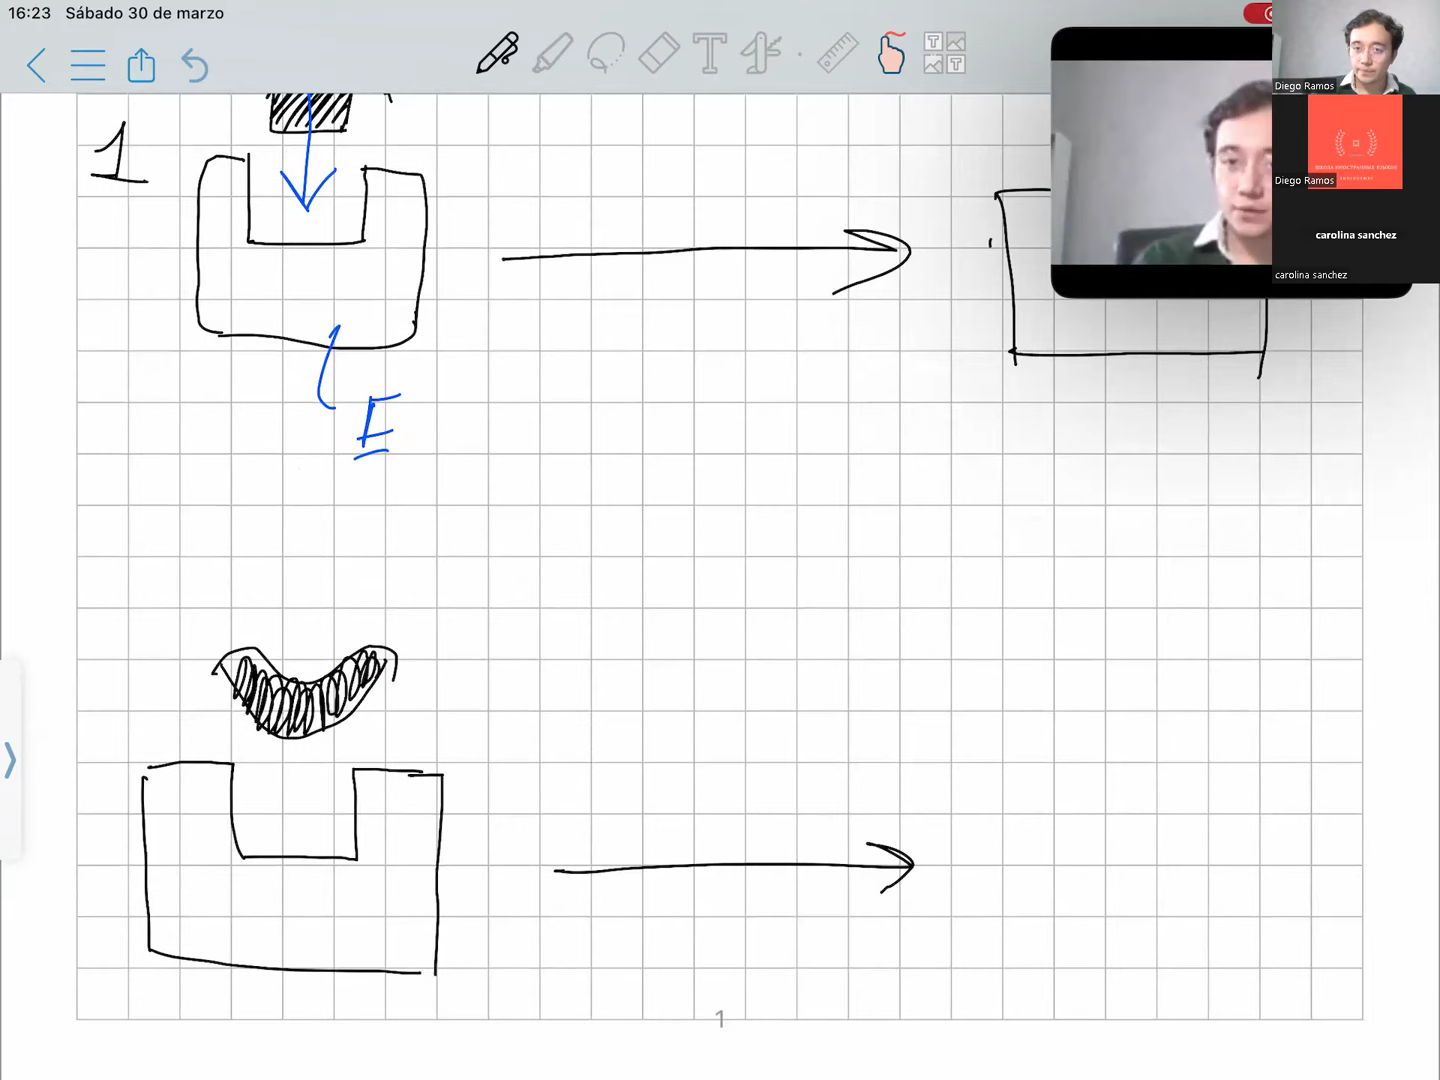 16:23 Sábado 30 de marzo
Diego Ramos
1
Diego Ramos
carolina sanchez
carolina sanchez
E
1